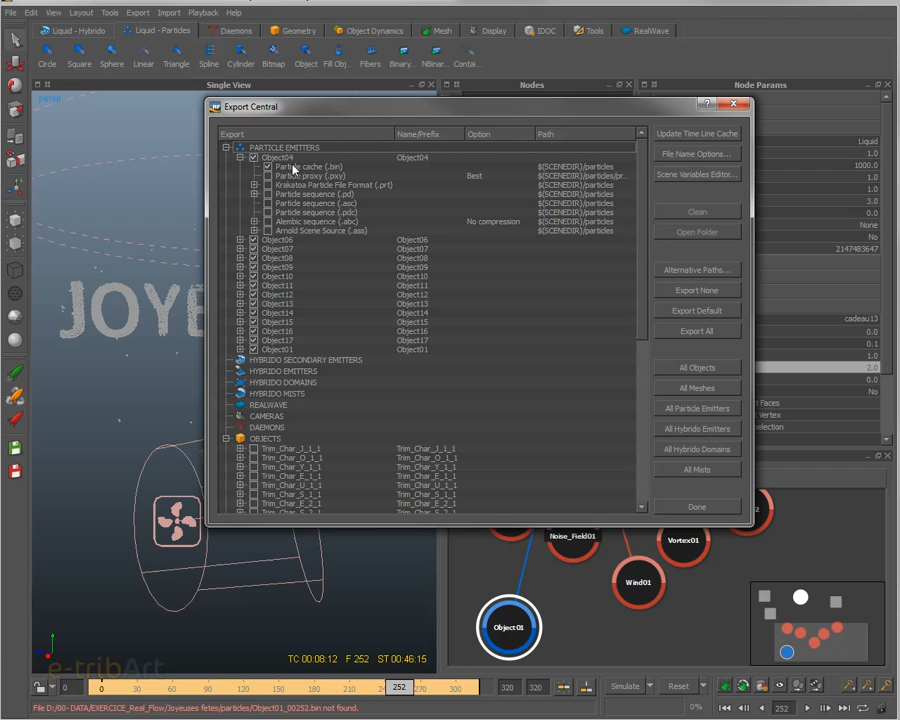 File Edit View Layout Tools Export Import Playback Help
Liquid - Hybrido Liquid - Particles Daemons Geometry Object Dynamics Mesh Display IDOC Tools RealWave
Circle Square Sphere Linear Triangle Spline Cylinder Bitmap Object Fill Obj... Fibers Binary... NBinar... Contai...
Single View Nodes Node Params
persp
Export Central
Export Name/Prefix Option Path
PARTICLE EMITTERS
Object04 Object04
Particle cache (.bin) $(SCENEDIR)/particles
Particle proxy (.pxy) Best $(SCENEDIR)/particles/pr...
Krakatoa Particle File Format (.prt) $(SCENEDIR)/particles
Particle sequence (.pd) $(SCENEDIR)/particles
Particle sequence (.asc) $(SCENEDIR)/particles
Particle sequence (.pdc) $(SCENEDIR)/particles
Alembic sequence (.abc) No compression $(SCENEDIR)/particles
Arnold Scene Source (.ass) $(SCENEDIR)/particles
Object06 Object06
Object07 Object07
Object08 Object08
Object09 Object09
Object10 Object10
Object11 Object11
Object12 Object12
Object13 Object13
Object14 Object14
Object15 Object15
Object16 Object16
Object17 Object17
Object01 Object01
HYBRIDO SECONDARY EMITTERS
HYBRIDO EMITTERS
HYBRIDO DOMAINS
HYBRIDO MISTS
REALWAVE
CAMERAS
DAEMONS
OBJECTS
Trim_Char_J_1_1 Trim_Char_J_1_1
Trim_Char_O_1_1 Trim_Char_O_1_1
Trim_Char_Y_1_1 Trim_Char_Y_1_1
Trim_Char_E_1_1 Trim_Char_E_1_1
Trim_Char_U_1_1 Trim_Char_U_1_1
Trim_Char_S_1_1 Trim_Char_S_1_1
Trim_Char_E_2_1 Trim_Char_E_2_1
Update Time Line Cache
File Name Options...
Scene Variables Editor...
Clean
Open Folder
Alternative Paths...
Export None
Export Default
Export All
All Objects
All Meshes
All Particle Emitters
All Hybrido Emitters
All Hybrido Domains
All Mists
Done
Liquid
1000.0
1.0
3.0
None
No
2147483647
cadeau13
0.0
0.1
1.0
2.0
0.0
No
JOYE
Noise_Field01
Vortex01
Wind01
Object01
TC 00:08:12 F 252 ST 00:46:15
e-tribArt
0 0 30 60 90 120 150 180 210 252 270 300 320 320 Simulate Reset
File D:/00- EXERCICE_Real_Flow/Joyeuses fetes/particles/Object01_00252.bin not found. 0% 252